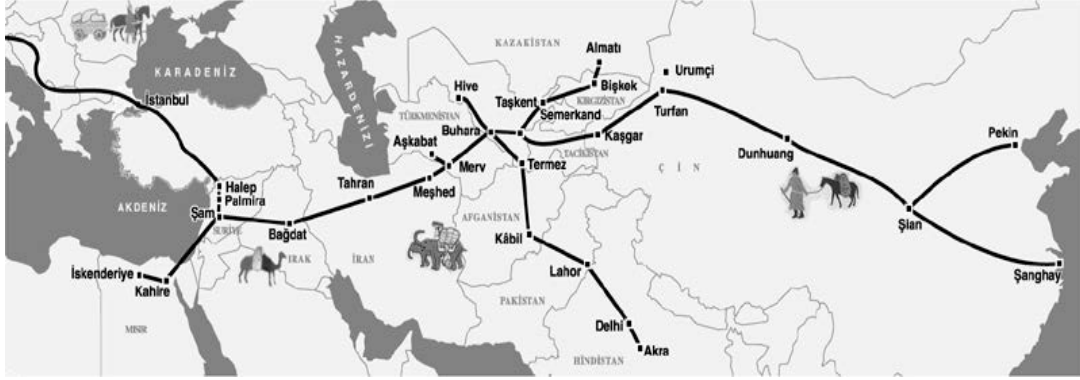 KARADENİZ
İstanbul
HAZARDENİZİ
KAZAKİSTAN
Almatı
Urumçi
Hive
Bişkek
Taşkent
KIRGIZİSTAN
TÜRKMENİSTAN
Semerkand
Turfan
Buhara
Kaşgar
Pekin
Aşkabat
Merv
Termez
TACİKİSTAN
ÇİN
Dunhuang
Halep
Palmira
Tahran
Meşhed
AKDENİZ
Şam
SURİYE
Bağdat
AFGANİSTAN
Kâbil
Şian
IRAK
İRAN
Lahor
Şanghay
İskenderiye
Kahire
PAKİSTAN
MISIR
Delhi
Akra
HİNDİSTAN